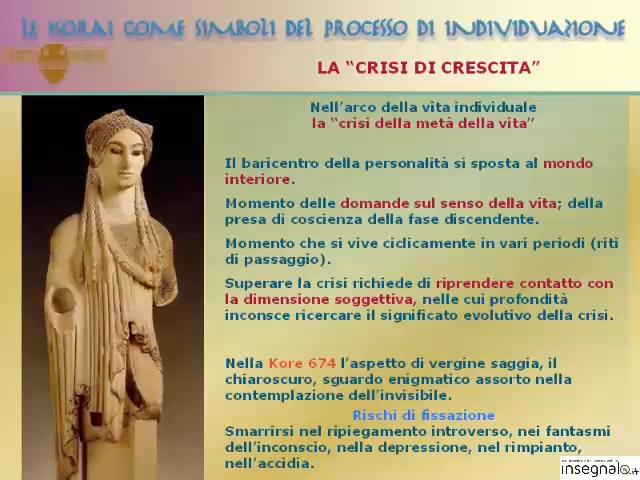 LE KORAI COME SIMBOLI DEL PROCESSO DI INDIVIDUAZIONE
LA “CRISI DI CRESCITA”
Nell’arco della vita individuale
la “crisi della metà della vita”
Il baricentro della personalità si sposta al mondo
interiore.
Momento delle domande sul senso della vita; della
presa di coscienza della fase discendente.
Momento che si vive ciclicamente in vari periodi (riti
di passaggio).
Superare la crisi richiede di riprendere contatto con
la dimensione soggettiva, nelle cui profondità
inconsce ricercare il significato evolutivo della crisi.
Nella Kore 674 l’aspetto di vergine saggia, il
chiaroscuro, sguardo enigmatico assorto nella
contemplazione dell’invisibile.
Rischi di fissazione
Smarrirsi nel ripiegamento introverso, nei fantasmi
dell’inconscio, nella depressione, nel rimpianto,
nell’accidia.
insegnalo.it